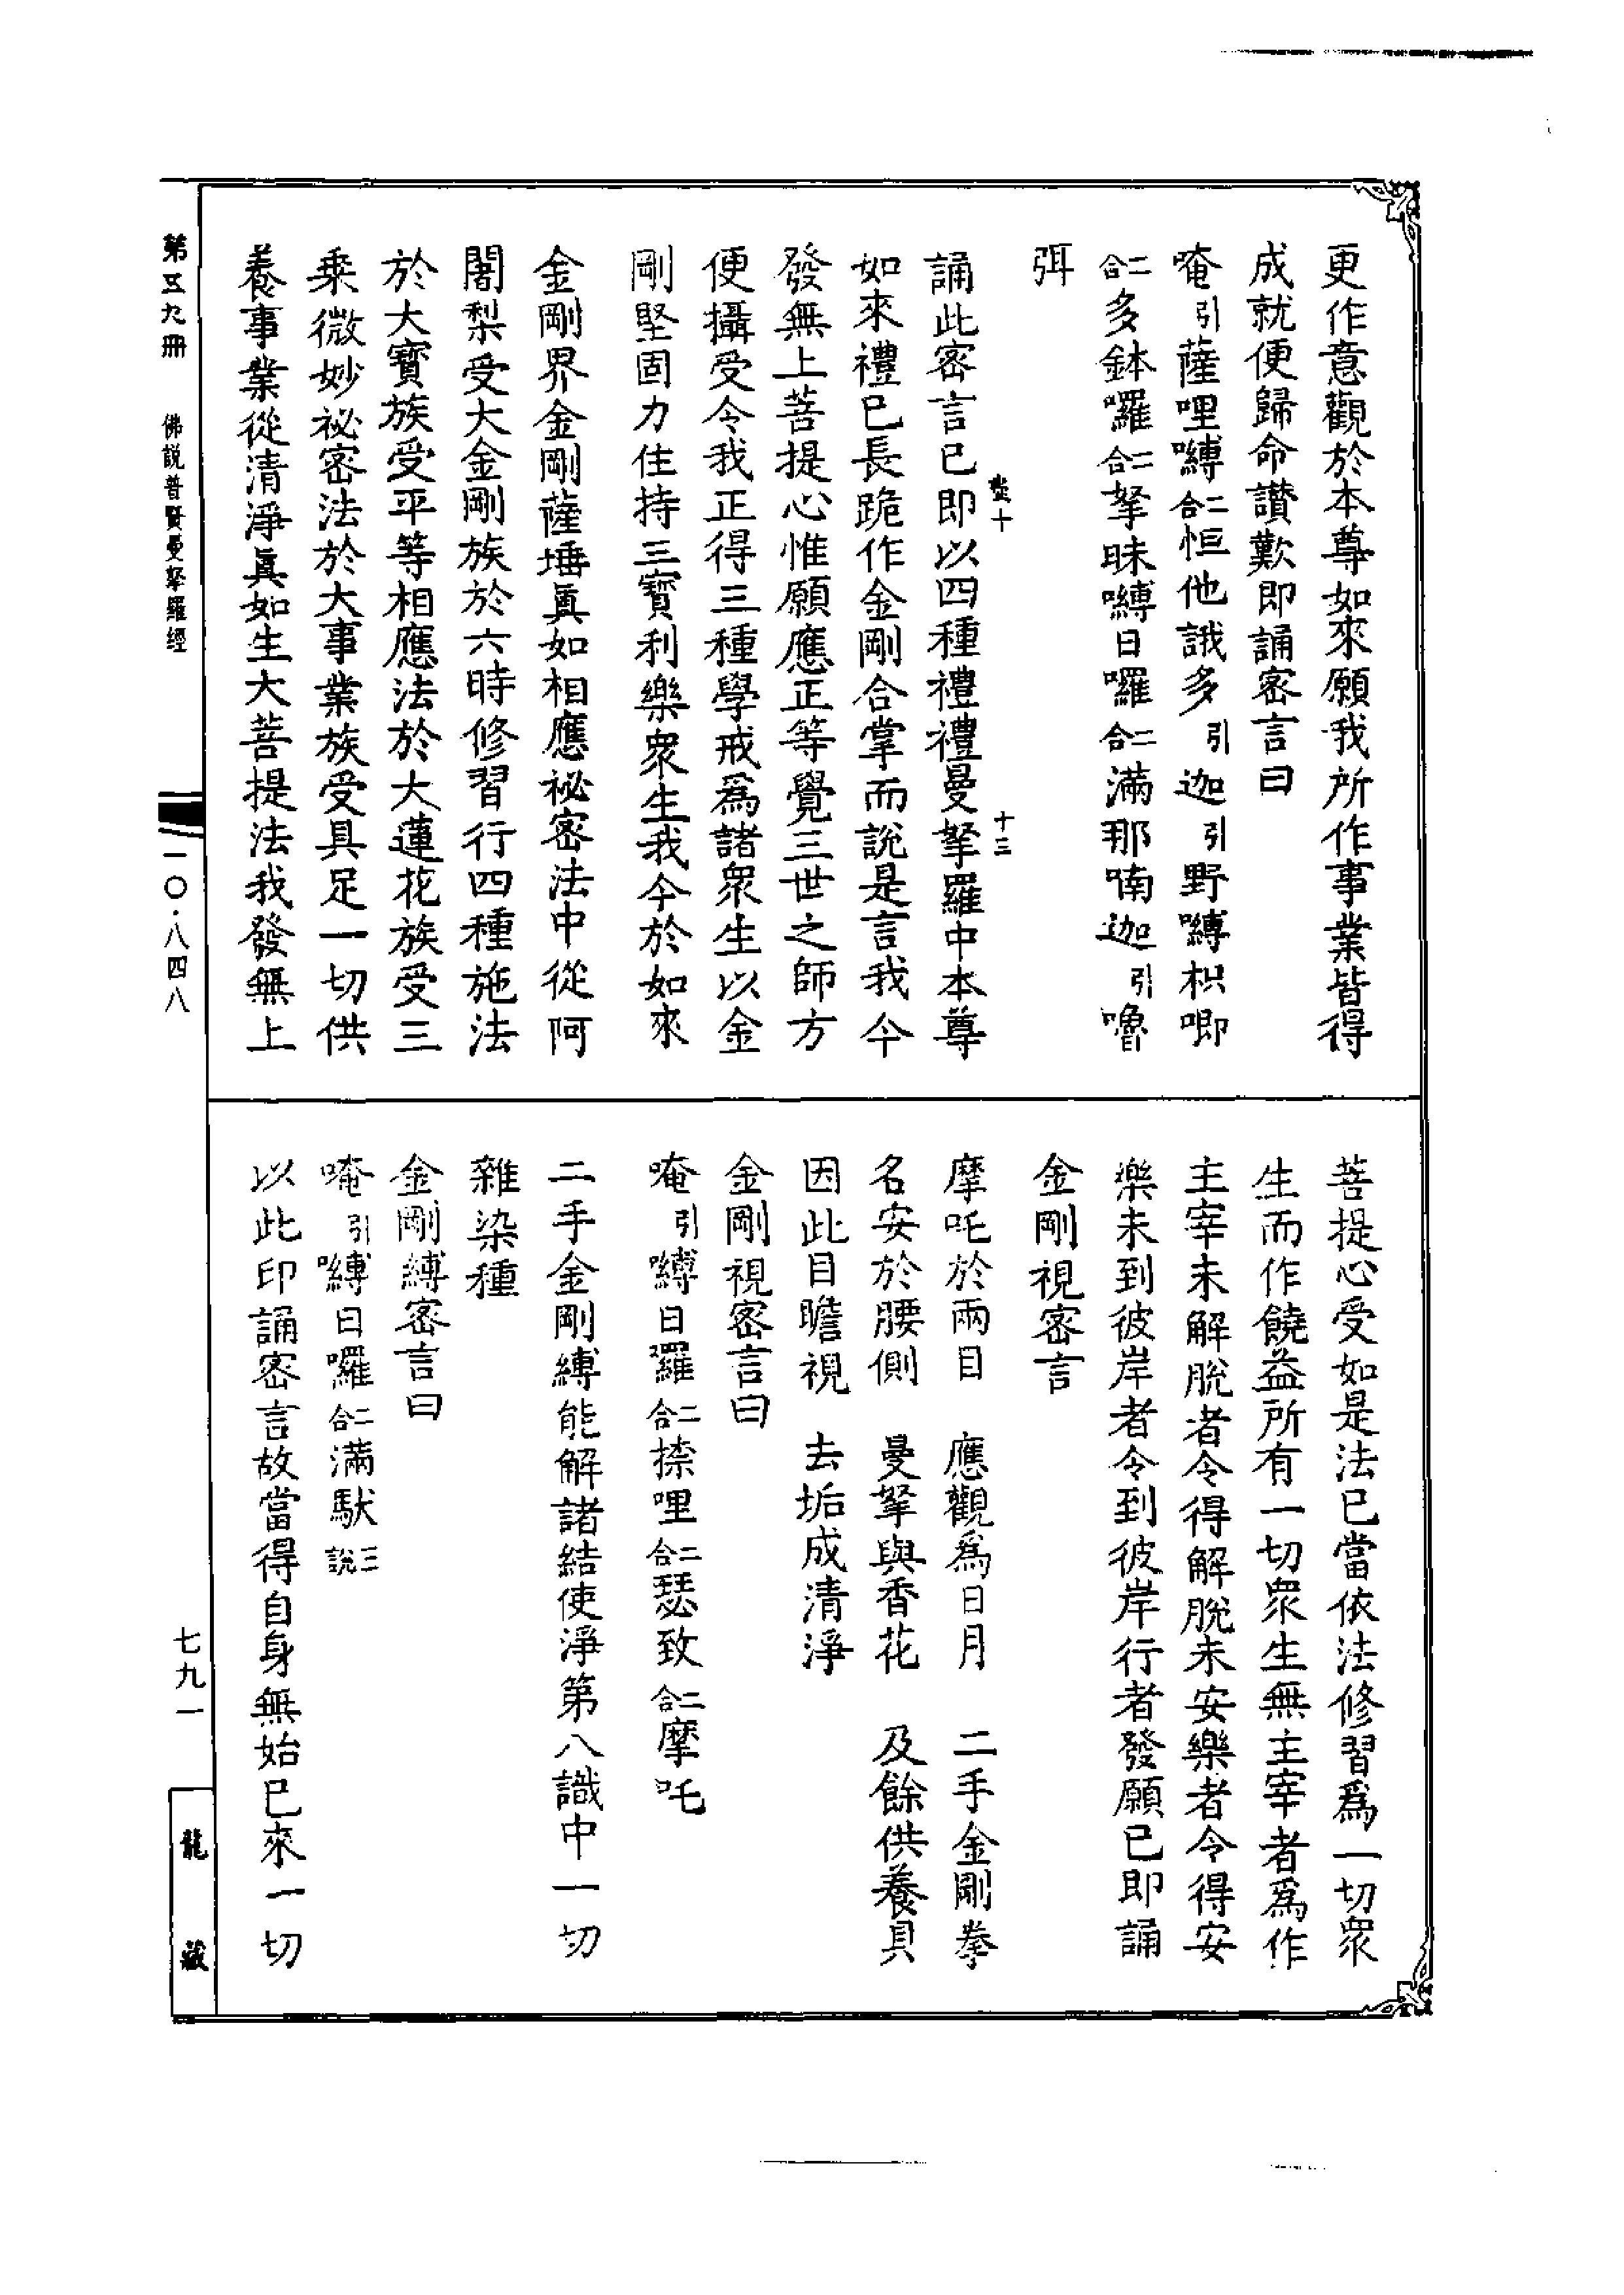 更作意觀於本尊如來願我所作事業皆得
成就便歸命讃歎即誦密言曰
唵引薩哩嚩二合怛他誐多引迦引野嚩枳唧
二合多鉢囉二合拏昧嚩日囉二合滿那喃迦引嚕
弭
誦此密言已即以四種禮禮曼拏羅中本尊
如來禮已長跪作金剛合掌而說是言我今
發無上菩提心惟願應正等覺三世之師方
便攝受令我正得三種學戒爲諸衆生以金
剛堅固力住持三寶利樂衆生我今於如來
金剛界金剛薩埵眞如相應祕密法中從阿
闍梨受大金剛族於六時修習行四種施法
於大寶族受平等相應法於大蓮花族受三
乘微妙祕密法於大事業族受具足一切供
養事業從清淨眞如生大菩提法我發無上
十
十三
菩提心受如是法已當依法修習爲一切衆
生而作饒益所有一切衆生無主宰者爲作
主宰未解脫者令得解脫未安樂者令得安
樂未到彼岸者令到彼岸行者發願已即誦
金剛視密言
摩吒於兩目 應觀爲日月 二手金剛拳
名安於腰側 曼拏與香花 及餘供養具
因此目瞻視 去垢成清淨
金剛視密言曰
唵引嚩日囉二合捺哩二合瑟致二合摩吒
二手金剛縛能解諸結使淨第八識中一切
雜染種
金剛縛密言曰
唵引嚩日囉二合滿馱三說
以此印誦密言故當得自身無始已來一切
第五九冊 佛説普賢曼拏羅經
一〇·八四八
七九一
龍藏